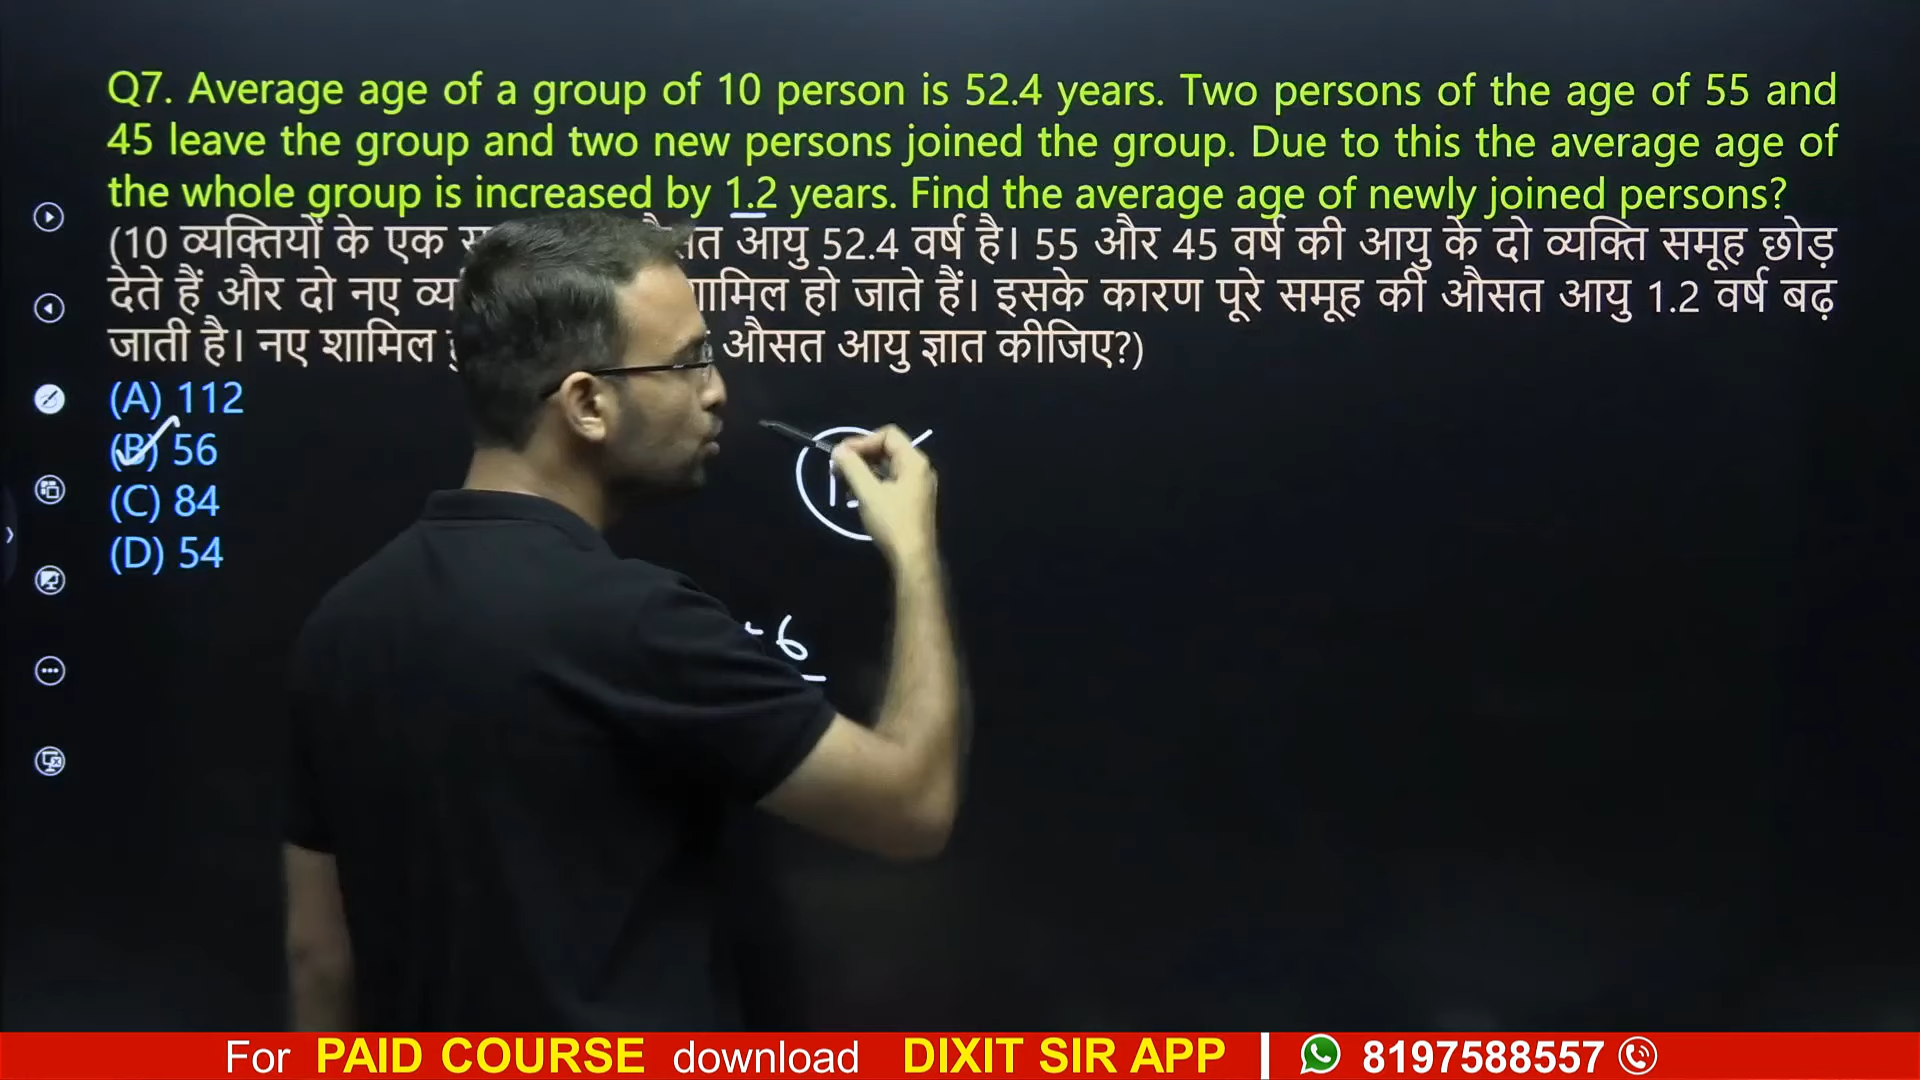 Q7. Average age of a group of 10 person is 52.4 years. Two persons of the age of 55 and
45 leave the group and two new persons joined the group. Due to this the average age of
the whole group is increased by 1.2 years. Find the average age of newly joined persons?
(10 व्यक्तियों के एक आयु 52.4 वर्ष है। 55 और 45 वर्ष की आयु के दो व्यक्ति समूह छोड़
देते हैं और दो नए हो जाते हैं। इसके कारण पूरे समूह की औसत आयु 1.2 वर्ष बढ़
जाती है। नए शामिल औसत आयु ज्ञात कीजिए?)
(A) 112
(B) 56
(C) 84
(D) 54
6
For PAID COURSE download DIXIT SIR APP | 8197588557